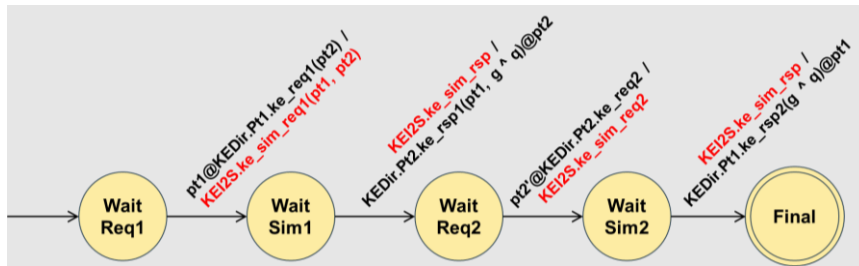 pt1@KEDir.Pt1.ke_req1(pt2) /
KEI2S.ke_sim_req1(pt1, pt2)
KEI2S.ke_sim_rsp /
KEDir.Pt2.ke_rsp1(pt1, g ^ q)@pt2
pt2'@KEDir.Pt2.ke_req2 /
KEI2S.ke_sim_req2
KEI2S.ke_sim_rsp /
KEDir.Pt1.ke_rsp2(g ^ q)@pt1
Wait
Req1
Wait
Sim1
Wait
Req2
Wait
Sim2
Final